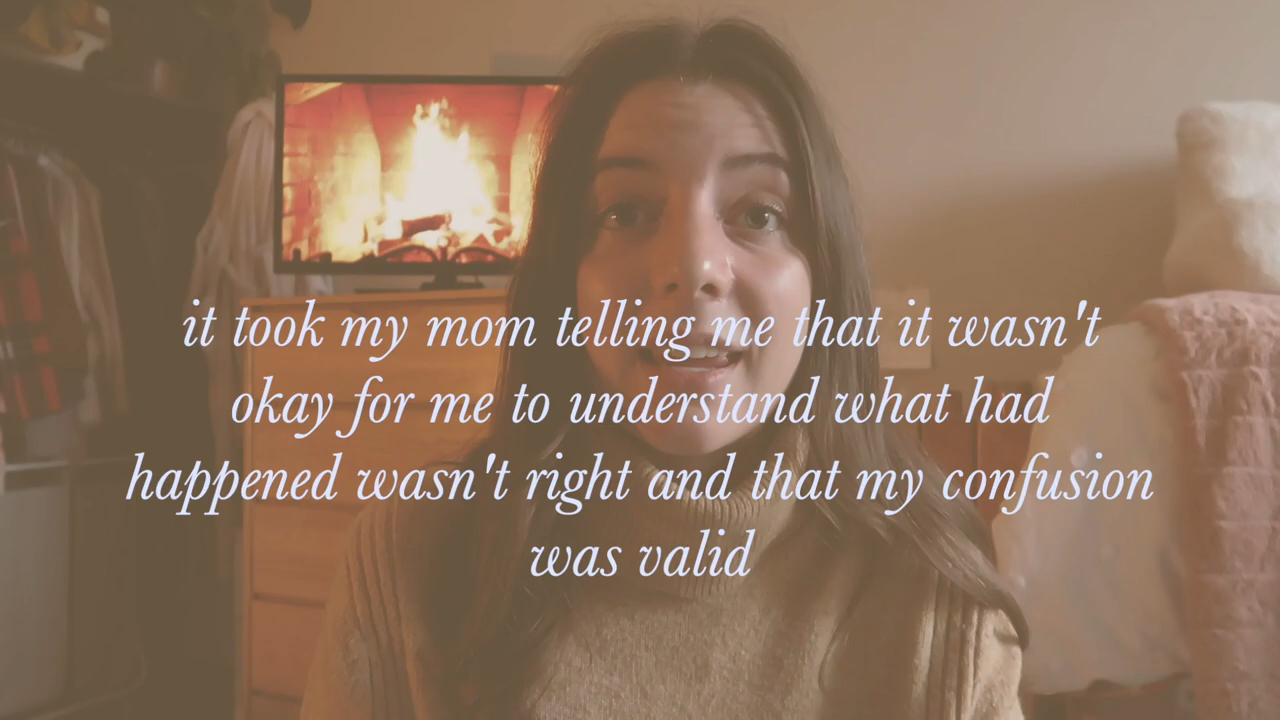 it took my mom telling me that it wasn't
okay for me to understand what had
happened wasn't right and that my confusion
was valid